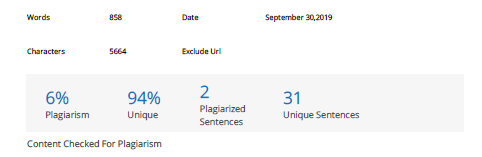 Words 858 Date September 30,2019
Characters 5664 Exclude Url
6% 94% 2 31
Plagiarism Unique Plagiarized Sentences Unique Sentences
Content Checked For Plagiarism